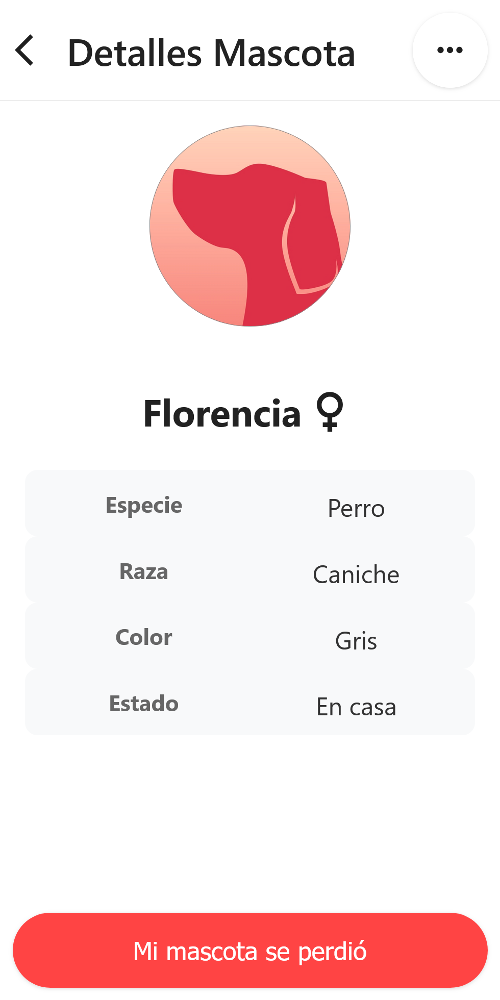 Detalles Mascota
Florencia ♀
Especie Perro
Raza Caniche
Color Gris
Estado En casa
Mi mascota se perdió